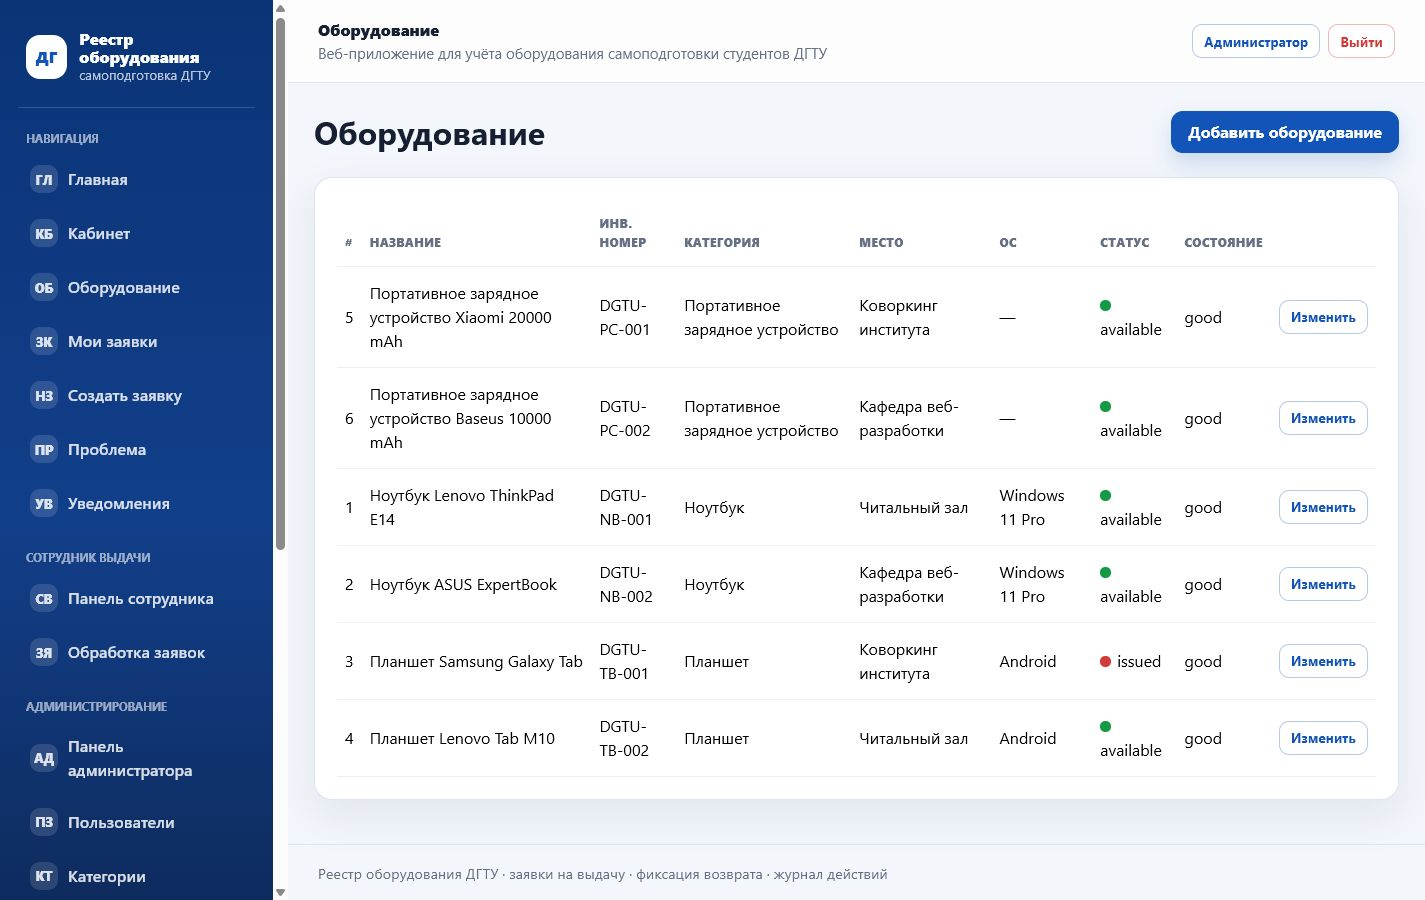 ДГ
Реестр
оборудования
самоподготовка ДГТУ
НАВИГАЦИЯ
ГЛ Главная
КБ Кабинет
ОБ Оборудование
ЗК Мои заявки
НЗ Создать заявку
ПР Проблема
УВ Уведомления
СОТРУДНИК ВЫДАЧИ
СВ Панель сотрудника
ЗЯ Обработка заявок
АДМИНИСТРИРОВАНИЕ
АД Панель
администратора
ПЗ Пользователи
КТ Категории
Оборудование
Веб-приложение для учёта оборудования самоподготовки студентов ДГТУ
Администратор
Выйти
Оборудование
Добавить оборудование
# НАЗВАНИЕ ИНВ. НОМЕР КАТЕГОРИЯ МЕСТО ОС СТАТУС СОСТОЯНИЕ
5 Портативное зарядное устройство Xiaomi 20000 mAh DGTU-PC-001 Портативное зарядное устройство Коворкинг института — available good Изменить
6 Портативное зарядное устройство Baseus 10000 mAh DGTU-PC-002 Портативное зарядное устройство Кафедра веб-разработки — available good Изменить
1 Ноутбук Lenovo ThinkPad E14 DGTU-NB-001 Ноутбук Читальный зал Windows 11 Pro available good Изменить
2 Ноутбук ASUS ExpertBook DGTU-NB-002 Ноутбук Кафедра веб-разработки Windows 11 Pro available good Изменить
3 Планшет Samsung Galaxy Tab DGTU-TB-001 Планшет Коворкинг института Android issued good Изменить
4 Планшет Lenovo Tab M10 DGTU-TB-002 Планшет Читальный зал Android available good Изменить
Реестр оборудования ДГТУ · заявки на выдачу · фиксация возврата · журнал действий